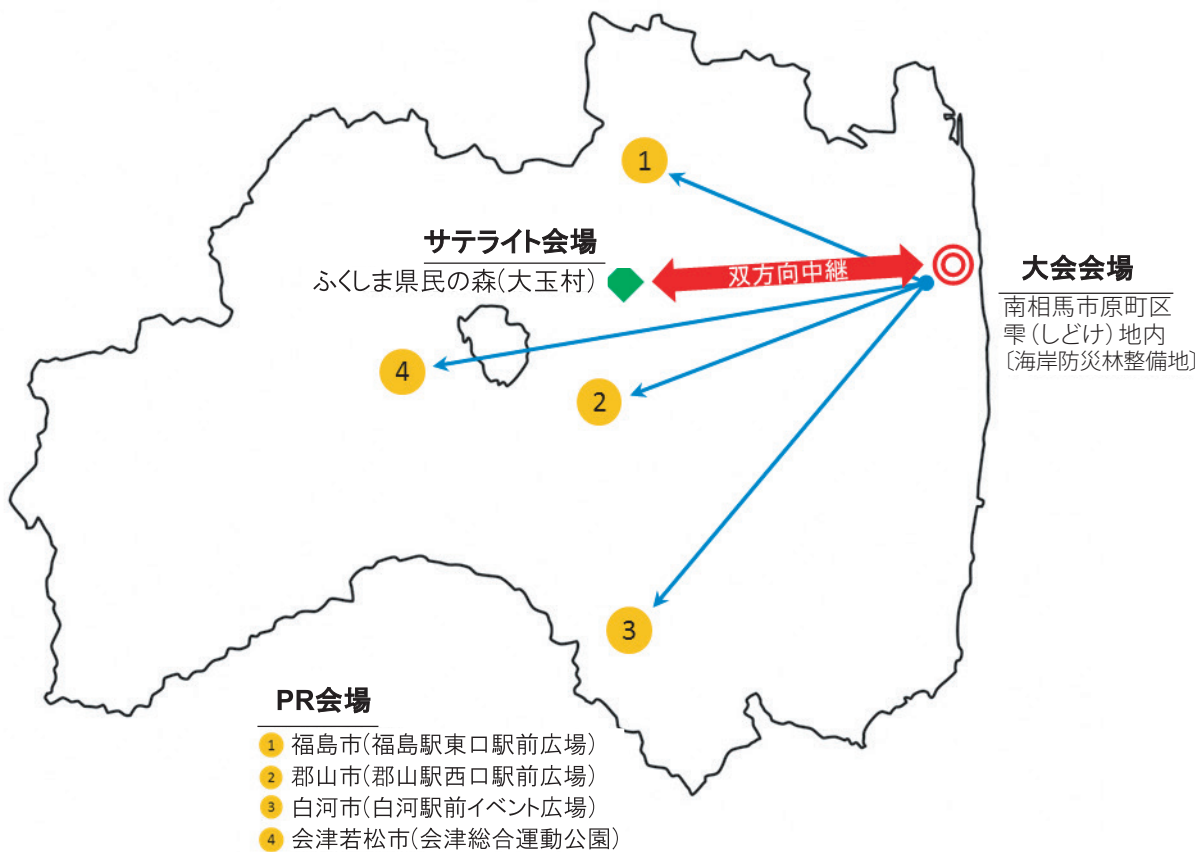 1
サテライト会場
ふくしま県民の森(大玉村)
双方向中継
大会会場
南相馬市原町区
雫(しどけ)地内
〔海岸防災林整備地〕
4
2
3
PR会場
1 福島市(福島駅東口駅前広場)
2 郡山市(郡山駅西口駅前広場)
3 白河市(白河駅前イベント広場)
4 会津若松市(会津総合運動公園)